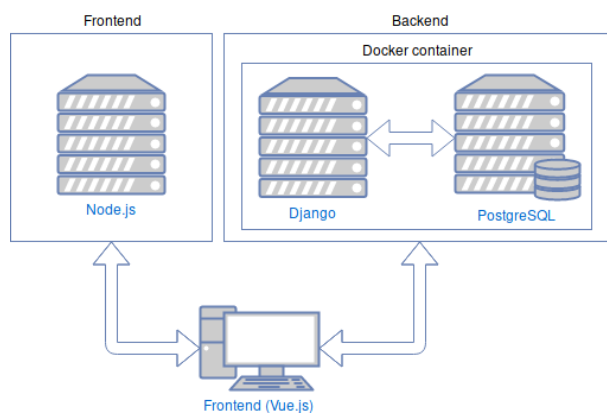 Frontend
Backend
Docker container
Node.js
Django
PostgreSQL
Frontend (Vue.js)